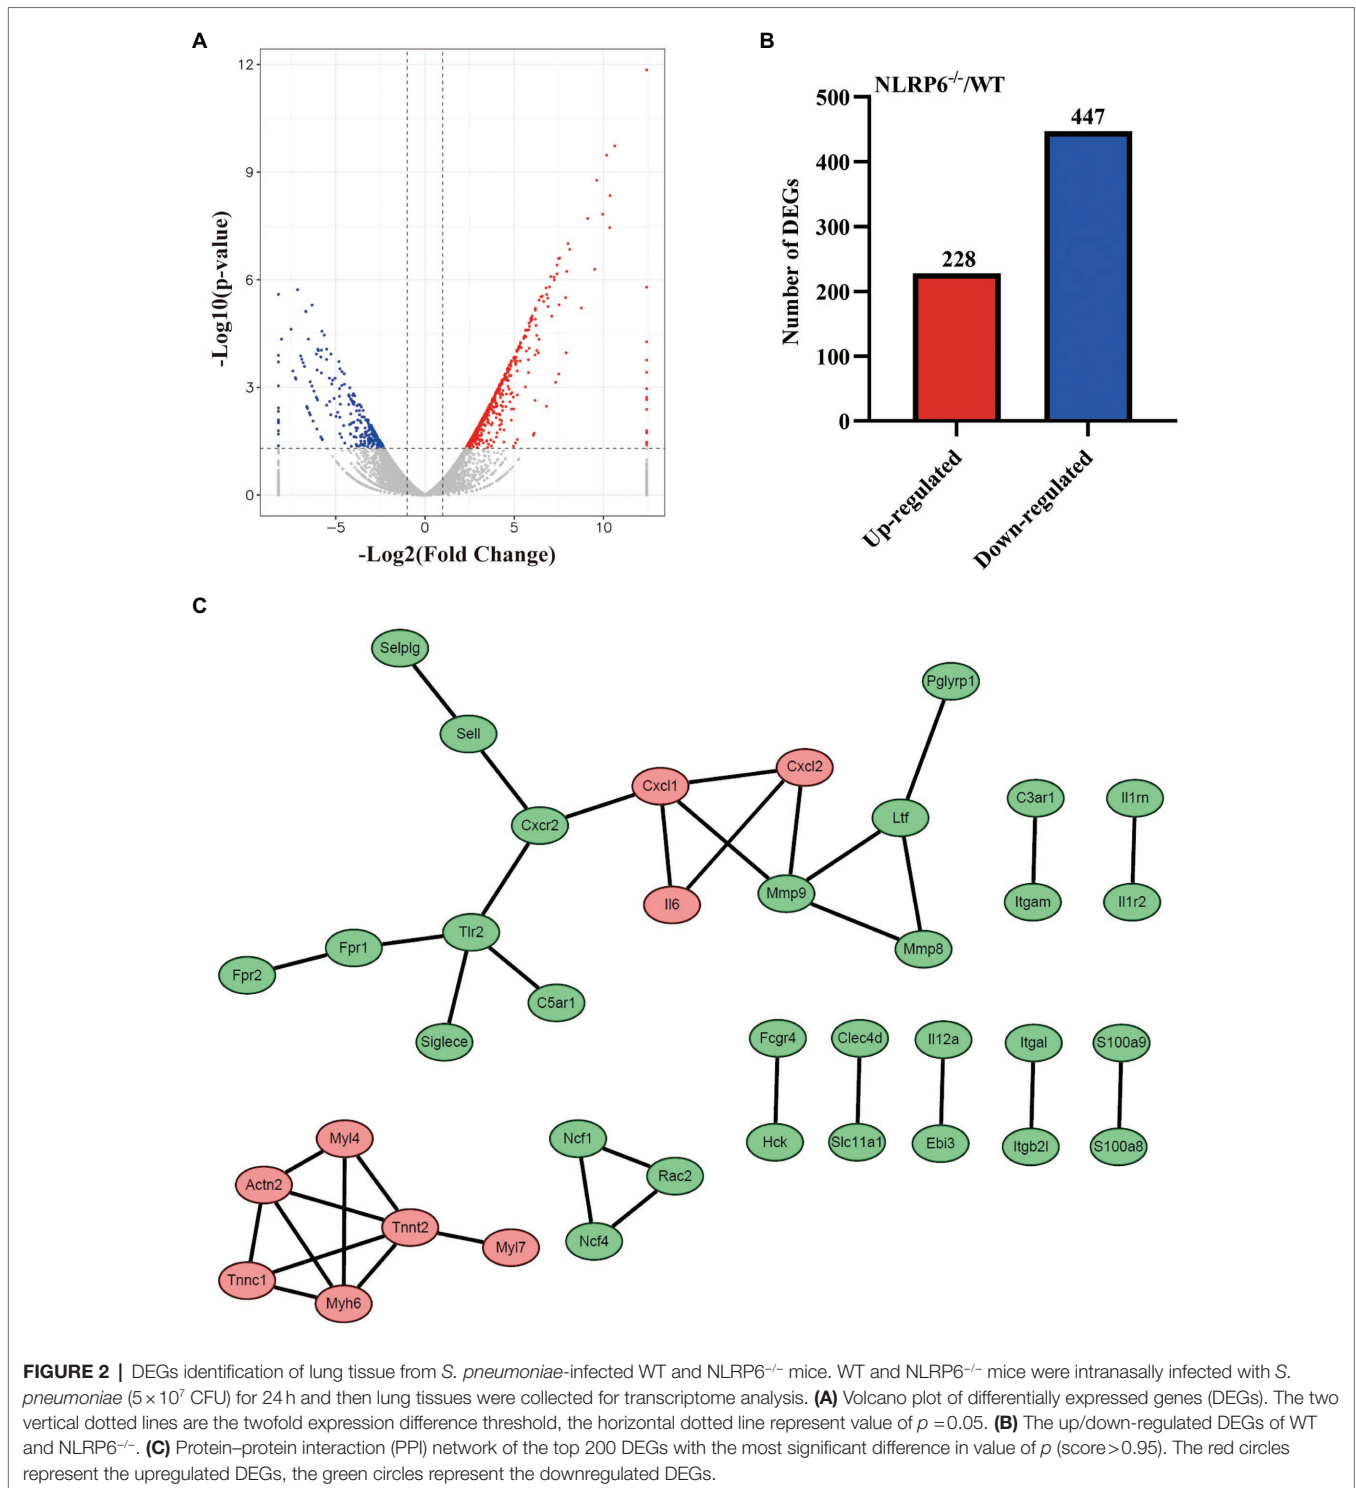 A
12
9
6
3
0
-Log10(p-value)
−5
0
5
10
-Log2(Fold Change)
B
NLRP6-/-/WT
500
400
300
200
100
0
Number of DEGs
228
447
Up-regulated
Down-regulated
C
Selplg
Sell
Cxcr2
Cxcl1
Cxcl2
Il6
Mmp9
Ltf
Pglyrp1
Mmp8
Tlr2
Fpr1
Fpr2
C5ar1
Siglece
C3ar1
Itgam
Il1rn
Il1r2
Fcgr4
Hck
Clec4d
Slc11a1
Il12a
Ebi3
Itgal
Itgb2l
S100a9
S100a8
Myl4
Actn2
Tnnt2
Myl7
Tnnc1
Myh6
Ncf1
Rac2
Ncf4
FIGURE 2 | DEGs identification of lung tissue from S. pneumoniae-infected WT and NLRP6−/− mice. WT and NLRP6−/− mice were intranasally infected with S.
pneumoniae (5 × 10⁷ CFU) for 24 h and then lung tissues were collected for transcriptome analysis. (A) Volcano plot of differentially expressed genes (DEGs). The two
vertical dotted lines are the twofold expression difference threshold, the horizontal dotted line represent value of p = 0.05. (B) The up/down-regulated DEGs of WT
and NLRP6−/−. (C) Protein–protein interaction (PPI) network of the top 200 DEGs with the most significant difference in value of p (score > 0.95). The red circles
represent the upregulated DEGs, the green circles represent the downregulated DEGs.